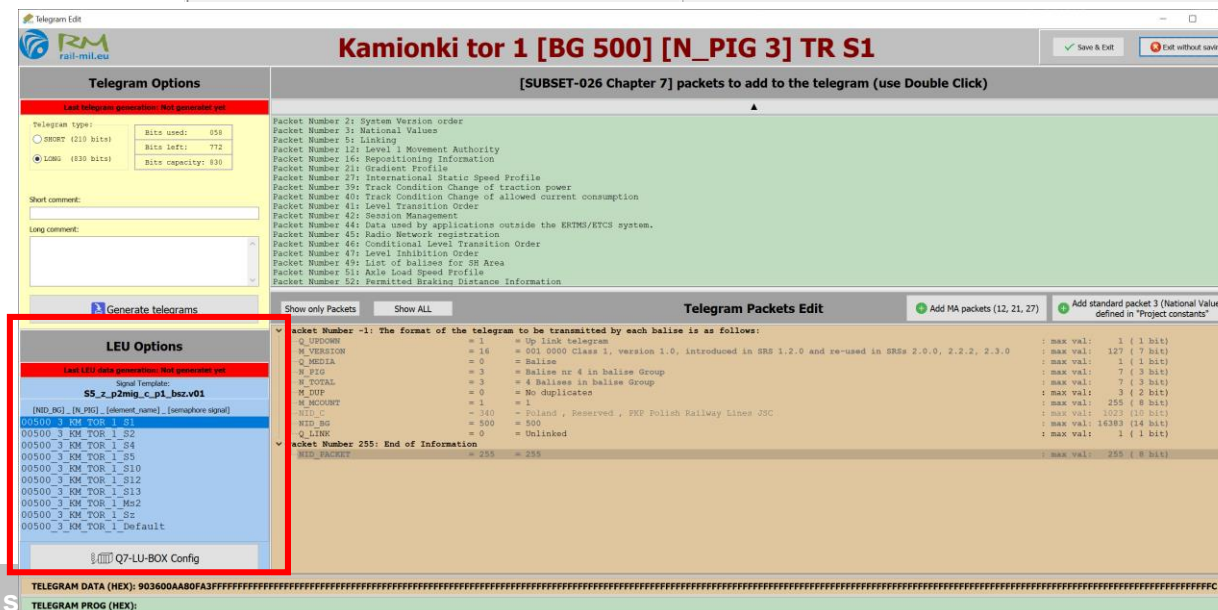 Telegram Edit
RM
rail-mil.eu
Kamionki tor 1 [BG 500] [N_PIG 3] TR S1
Save & Exit
Exit without savin
Telegram Options
[SUBSET-026 Chapter 7] packets to add to the telegram (use Double Click)
Last telegram generation: Not generatet yet
Telegram type:
SHORT (210 bits)
LONG (830 bits)
Bits used: 058
Bits left: 772
Bits capacity: 830
Short comment:
Long comment:
Generate telegrams
Packet Number 2: System Version order
Packet Number 3: National Values
Packet Number 5: Linking
Packet Number 12: Level 1 Movement Authority
Packet Number 16: Repositioning Information
Packet Number 21: Gradient Profile
Packet Number 27: International Static Speed Profile
Packet Number 39: Track Condition Change of traction power
Packet Number 40: Track Condition Change of allowed current consumption
Packet Number 41: Level Transition Order
Packet Number 42: Session Management
Packet Number 44: Data used by applications outside the ERTMS/ETCS system.
Packet Number 45: Radio Network registration
Packet Number 46: Conditional Level Transition Order
Packet Number 47: Level Inhibition Order
Packet Number 49: List of balises for SH Area
Packet Number 51: Axle Load Speed Profile
Packet Number 52: Permitted Braking Distance Information
Show only Packets
Show ALL
Telegram Packets Edit
Add MA packets (12, 21, 27)
Add standard packet 3 (National Value
defined in "Project constants"
LEU Options
Last LEU data generation: Not generatet yet
Signal Template:
S5_z_p2mig_c_p1_bsz.v01
[NID_BG] _ [N_PIG] _ [element_name] _ [semaphore signal]
00500_3_KM_TOR_1_S1
00500_3_KM_TOR_1_S2
00500_3_KM_TOR_1_S4
00500_3_KM_TOR_1_S5
00500_3_KM_TOR_1_S10
00500_3_KM_TOR_1_S12
00500_3_KM_TOR_1_S13
00500_3_KM_TOR_1_Ms2
00500_3_KM_TOR_1_Sz
00500_3_KM_TOR_1_Default
Q7-LU-BOX Config
Packet Number -1: The format of the telegram to be transmitted by each balise is as follows:
Q_UPDOWN = 1 = Up link telegram : max val: 1 ( 1 bit)
M_VERSION = 16 = 001 0000 Class 1, version 1.0, introduced in SRS 1.2.0 and re-used in SRSs 2.0.0, 2.2.2, 2.3.0 : max val: 127 ( 7 bit)
Q_MEDIA = 0 = Balise : max val: 1 ( 1 bit)
N_PIG = 3 = Balise nr 4 in balise Group : max val: 7 ( 3 bit)
N_TOTAL = 3 = 4 Balises in balise Group : max val: 7 ( 3 bit)
M_DUP = 0 = No duplicates : max val: 3 ( 2 bit)
M_MCOUNT = 1 = 1 : max val: 255 ( 8 bit)
NID_C = 340 = Poland , Reserved , PKP Polish Railway Lines JSC : max val: 1023 (10 bit)
NID_BG = 500 = 500 : max val: 16383 (14 bit)
Q_LINK = 0 = Unlinked : max val: 1 ( 1 bit)
Packet Number 255: End of Information
NID_PACKET = 255 = 255 : max val: 255 ( 8 bit)
TELEGRAM PROG (HEX):